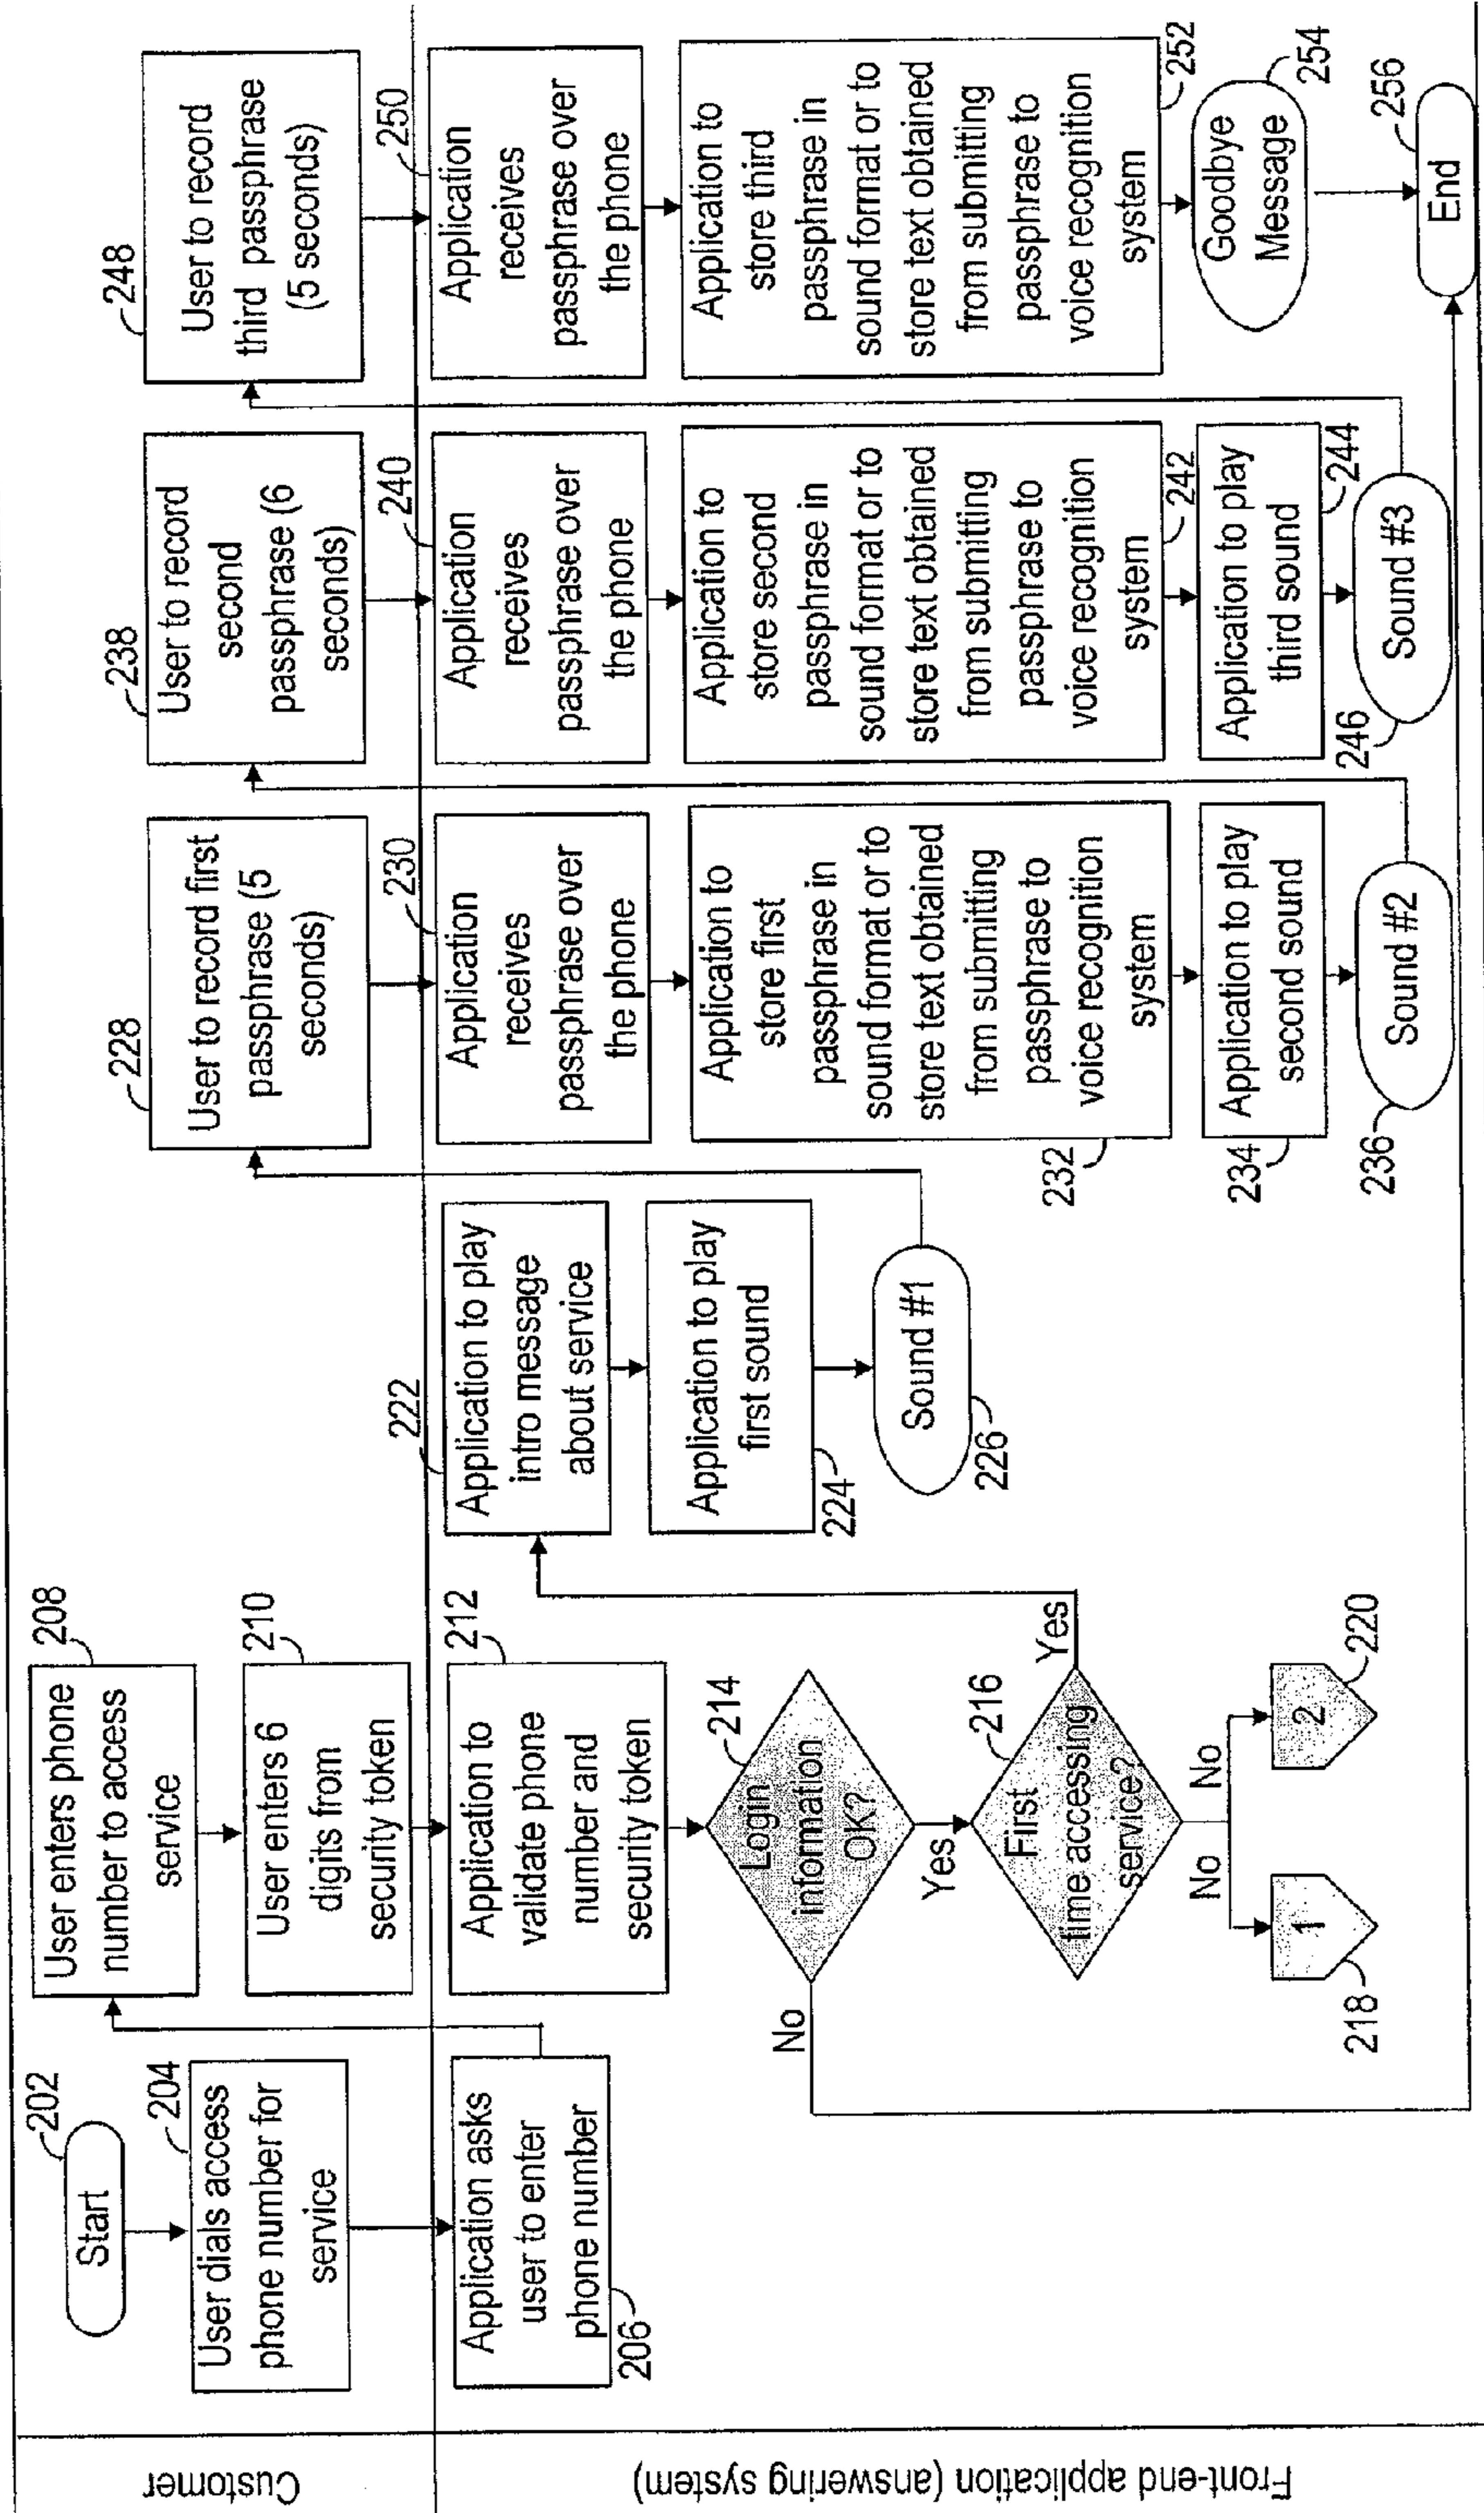 Customer
Front-end application (answering system)
202
Start
204
User dials access
phone number for
service
Application asks
user to enter
phone number
206
208
User enters phone
number to access
service
210
User enters 6
digits from
security token
212
Application to
validate phone
number and
security token
214
Login
information
OK?
No
Yes
216
First
time accessing
service?
Yes
No
No
1
218
2
220
222
Application to play
intro message
about service
Application to play
first sound
224
Sound #1
226
228
User to record first
passphrase (5
seconds)
230
Application
receives
passphrase over
the phone
Application to
store first
passphrase in
sound format or to
store text obtained
from submitting
passphrase to
voice recognition
system
232
Application to play
second sound
234
Sound #2
236
238
User to record
second
passphrase (6
seconds)
240
Application
receives
passphrase over
the phone
Application to
store second
passphrase in
sound format or to
store text obtained
from submitting
passphrase to
voice recognition
system
242
Application to play
third sound
244
Sound #3
246
248
User to record
third passphrase
(5 seconds)
250
Application
receives
passphrase over
the phone
Application to
store third
passphrase in
sound format or to
store text obtained
from submitting
passphrase to
voice recognition
system
252
Goodbye
Message
254
256
End